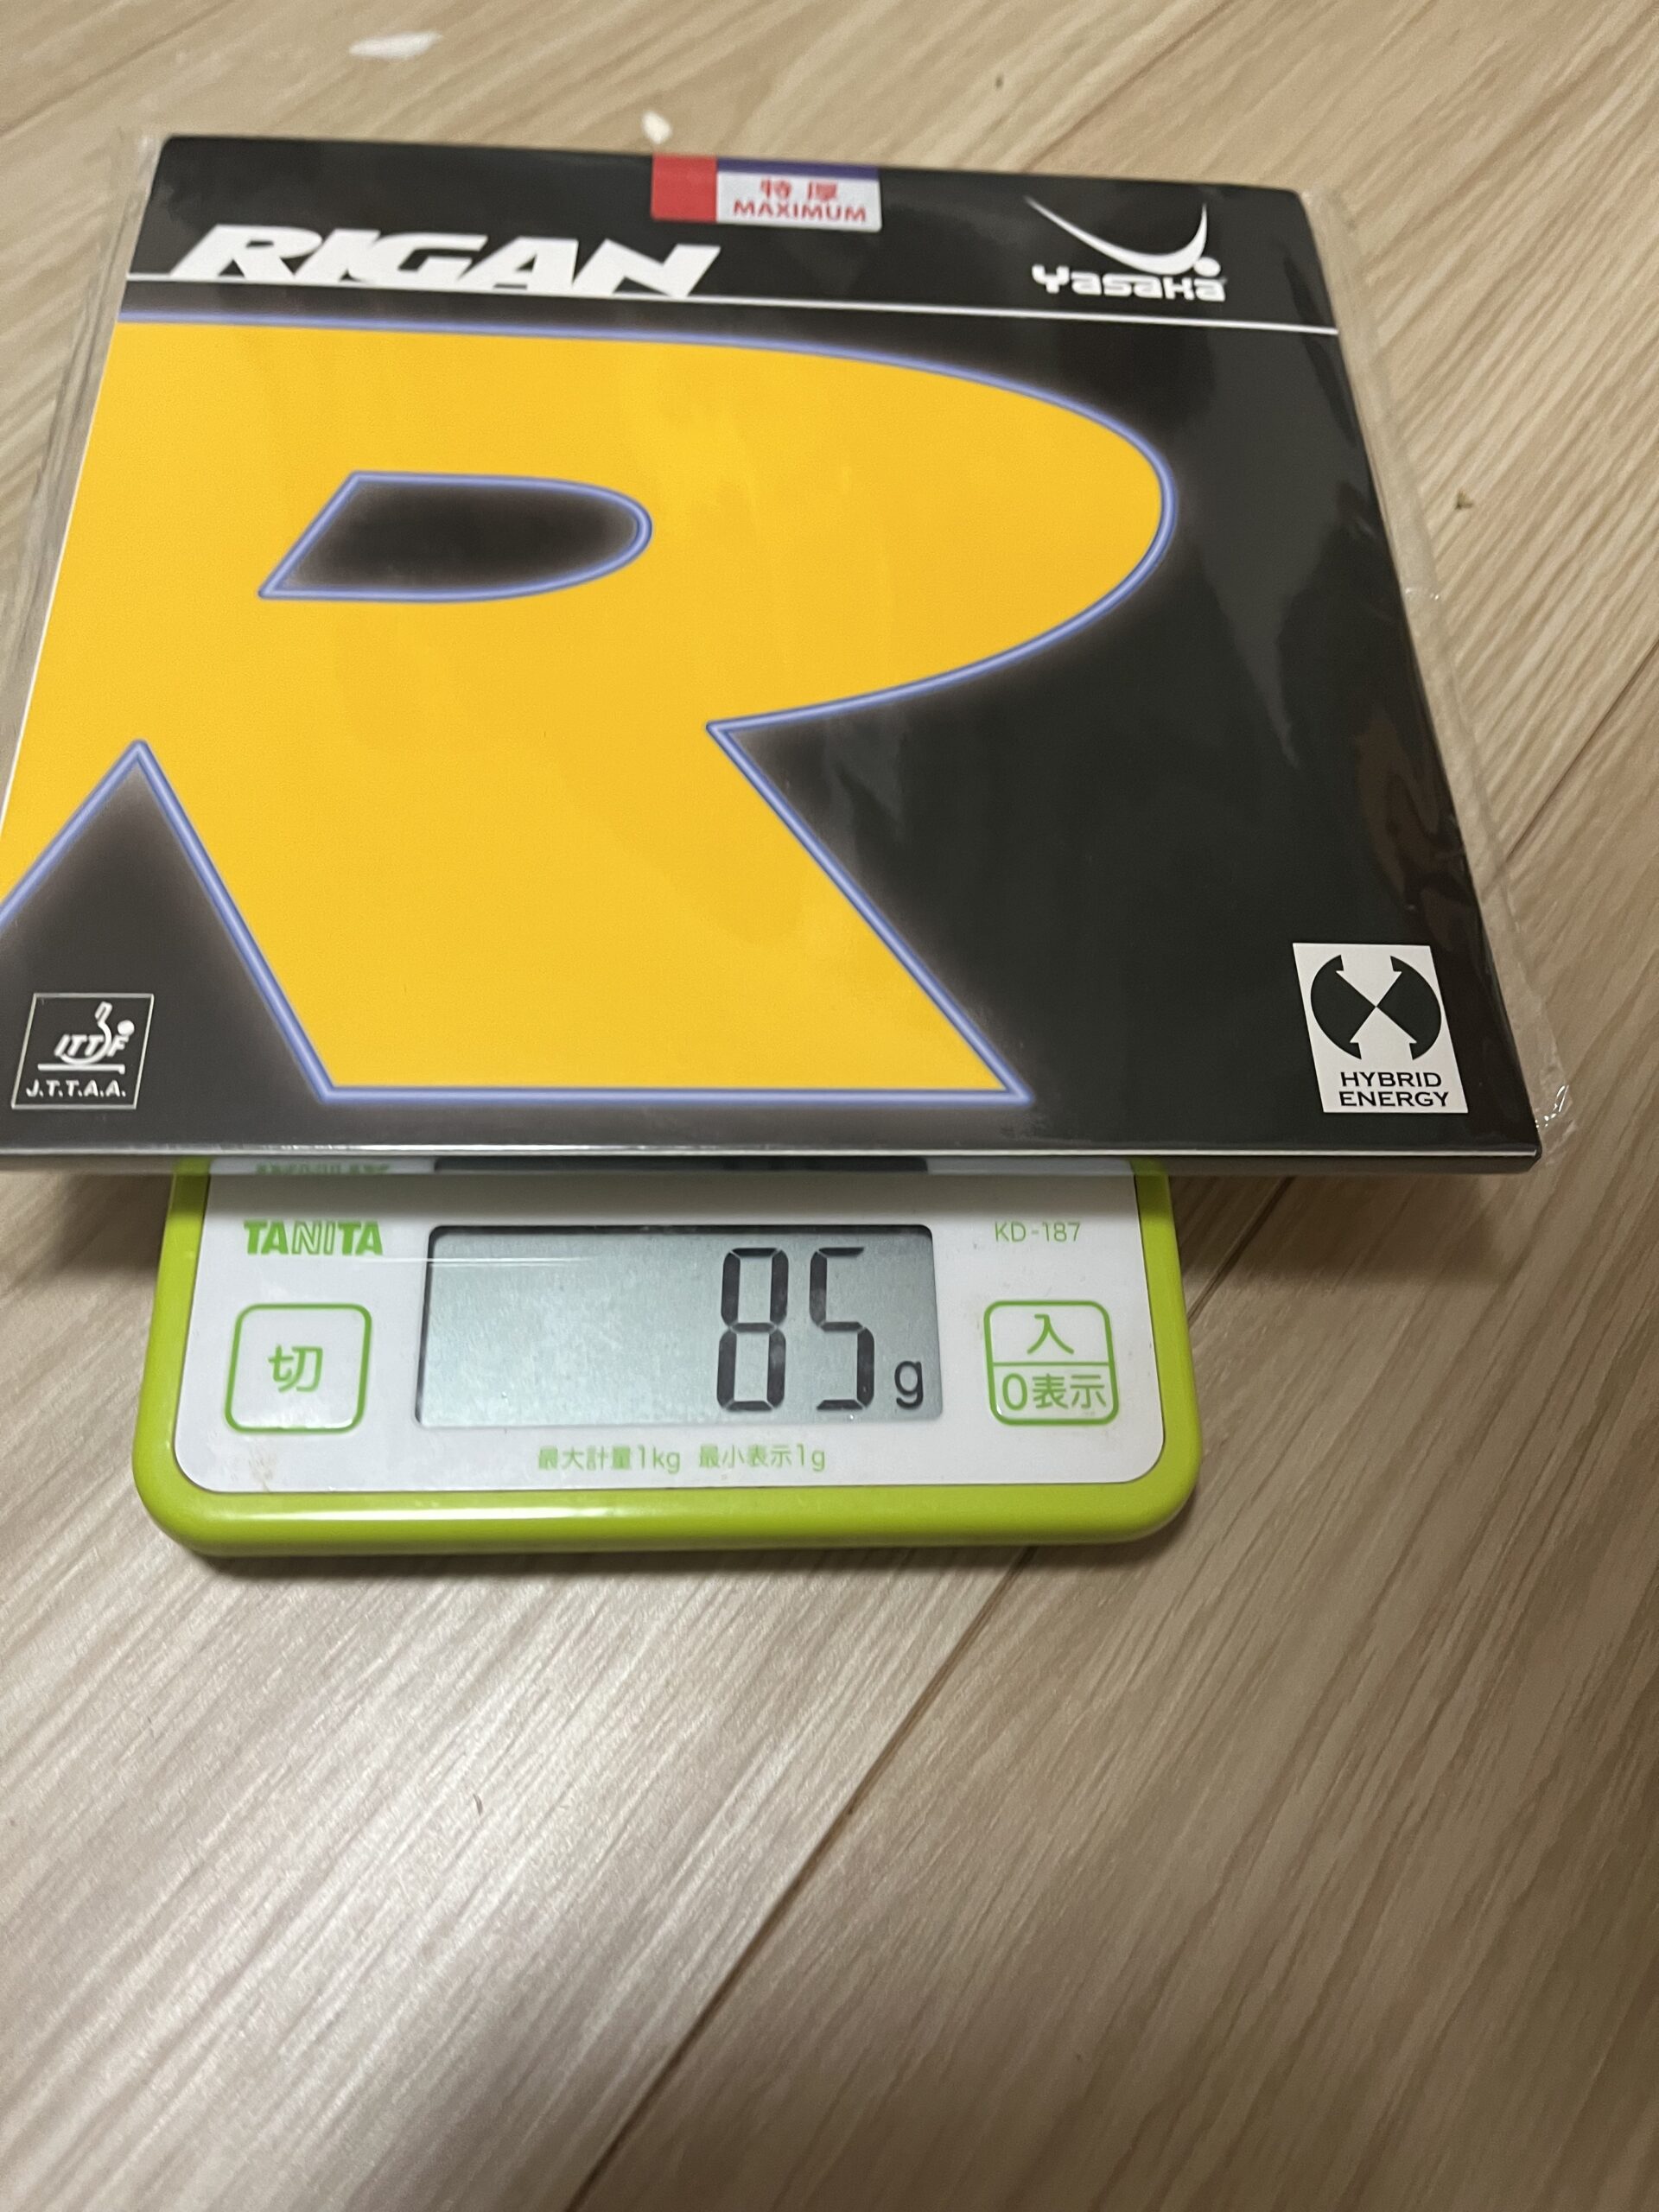 特厚
MAXIMUM
RIGAN
Yasaka
R
ITTF
J.T.T.A.A.
HYBRID
ENERGY
TANITA
KD-187
85g
切
入
0表示
最大計量1kg 最小表示1g